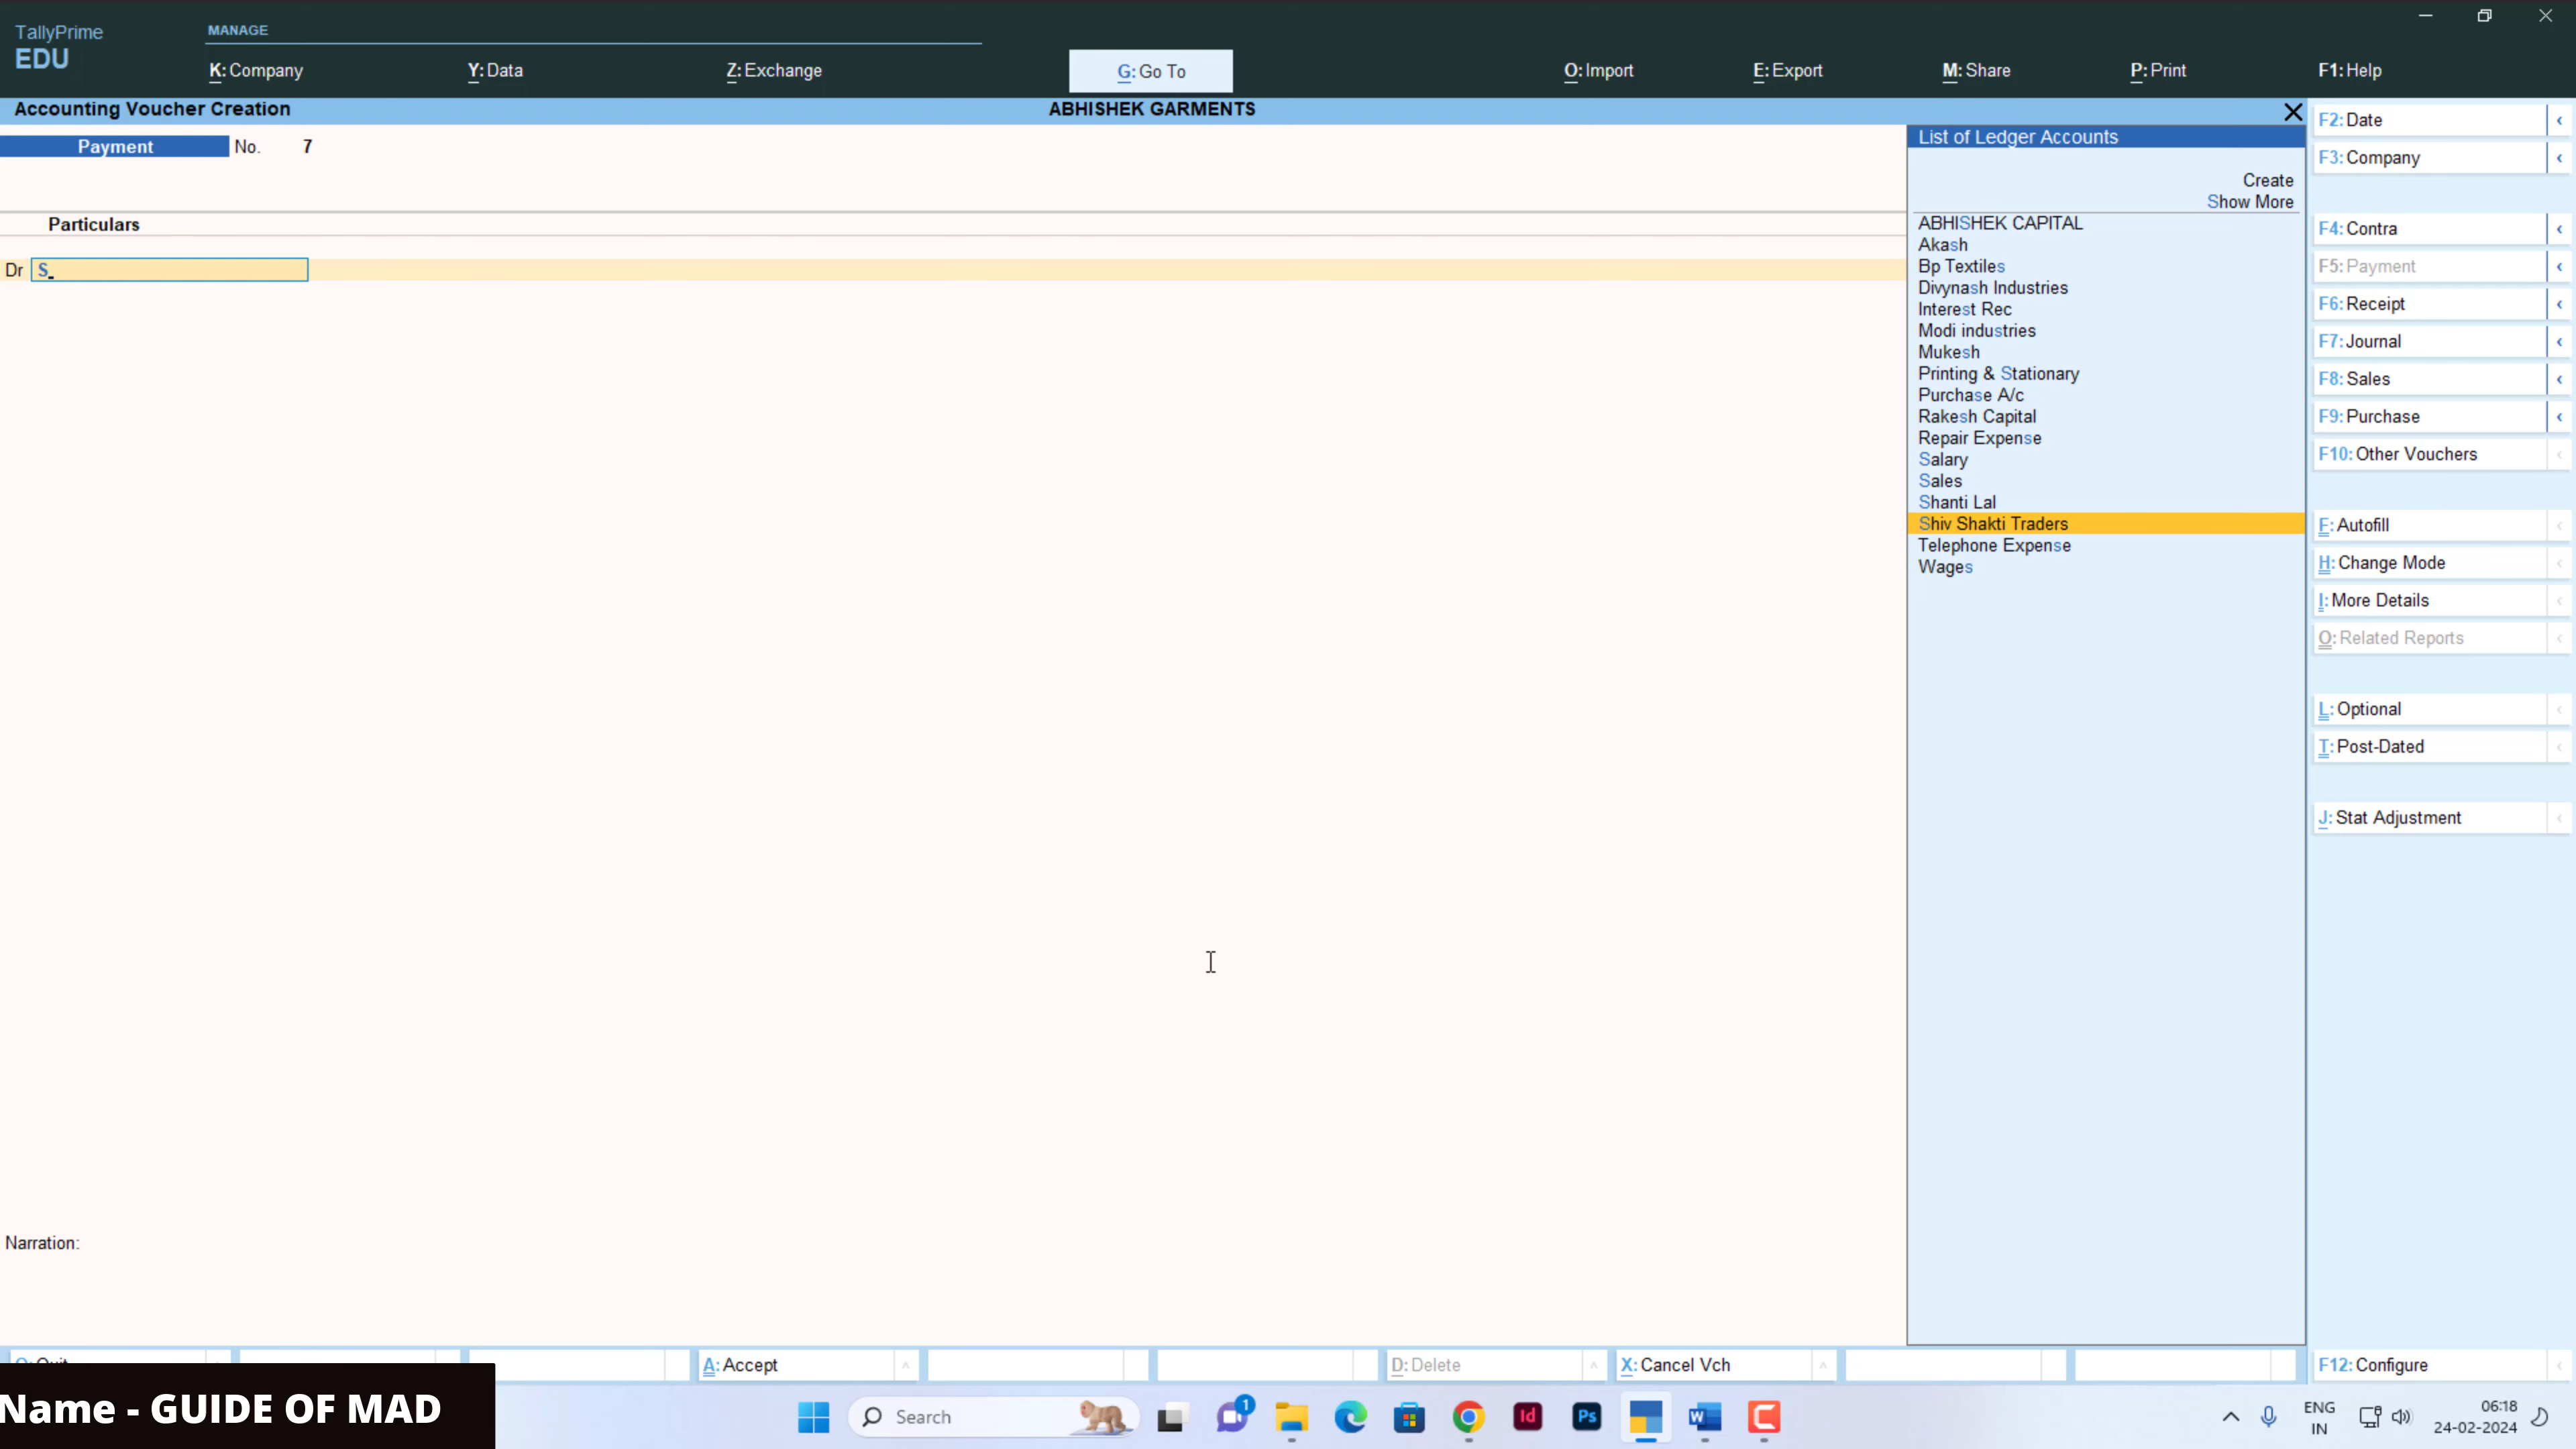 TallyPrime
EDU
MANAGE
K: Company
Y: Data
Z: Exchange
G: Go To
O: Import
E: Export
M: Share
P: Print
F1: Help
Accounting Voucher Creation
ABHISHEK GARMENTS
Payment No. 7
Particulars
Dr S
List of Ledger Accounts
Create
Show More
ABHISHEK CAPITAL
Akash
Bp Textiles
Divynash Industries
Interest Rec
Modi industries
Mukesh
Printing & Stationary
Purchase A/c
Rakesh Capital
Repair Expense
Salary
Sales
Shanti Lal
Shiv Shakti Traders
Telephone Expense
Wages
F2: Date
F3: Company
F4: Contra
F5: Payment
F6: Receipt
F7: Journal
F8: Sales
F9: Purchase
F10: Other Vouchers
F: Autofill
H: Change Mode
I: More Details
O: Related Reports
L: Optional
T: Post-Dated
J: Stat Adjustment
Narration:
A: Accept
D: Delete
X: Cancel Vch
F12: Configure
Name - GUIDE OF MAD
Search
1
Id
Ps
W
ENG
IN
06:18
24-02-2024